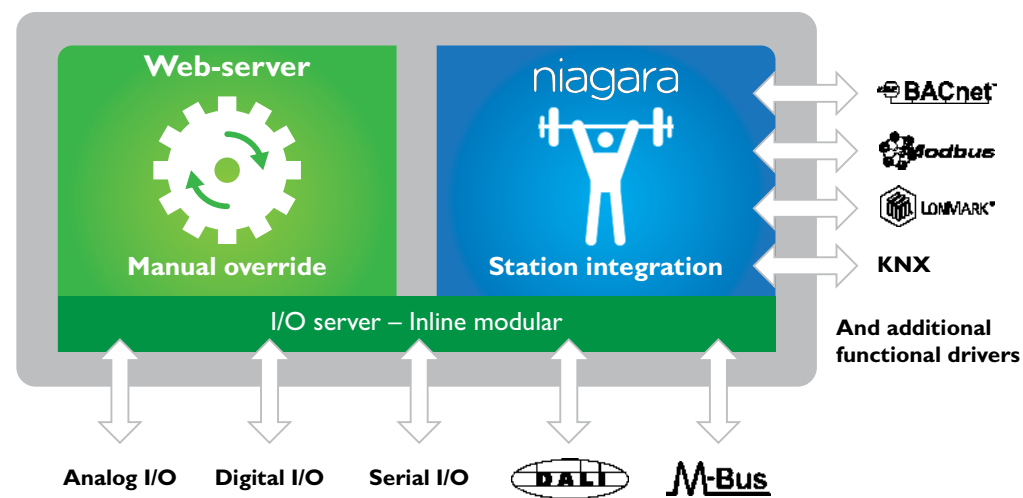 Web-server
niagara
Manual override
Station integration
I/O server – Inline modular
BACnet™
Modbus
LONMARK®
KNX
And additional
functional drivers
Analog I/O Digital I/O Serial I/O DALI M-Bus